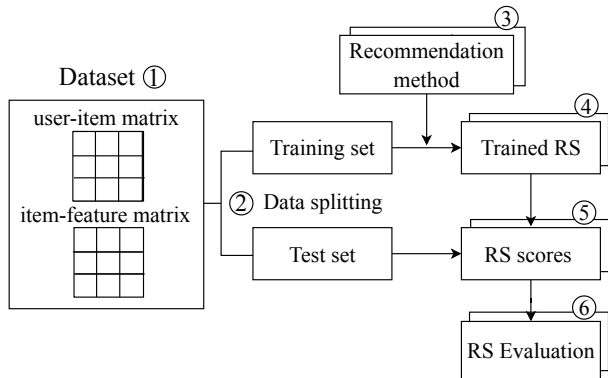 ③
Recommendation
method
Dataset ①
user-item matrix
item-feature matrix
② Data splitting
Training set
Test set
④
Trained RS
⑤
RS scores
⑥
RS Evaluation